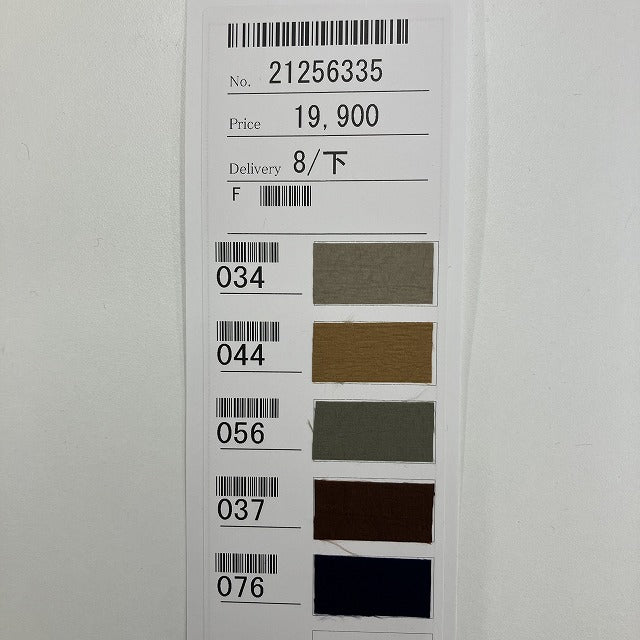 No. 21256335
Price 19,900
Delivery 8/下
F
034
044
056
037
076